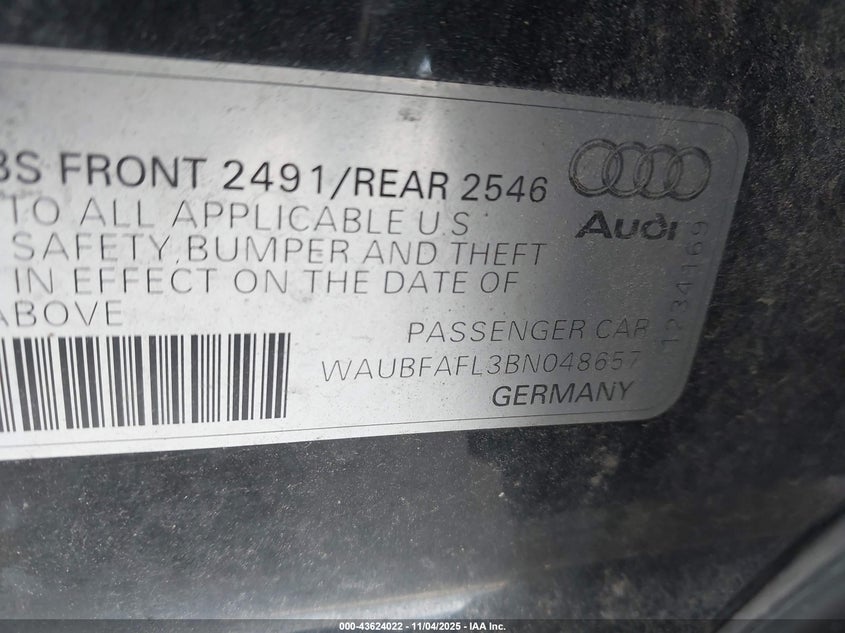 BS FRONT 2491/REAR 2546
TO ALL APPLICABLE U.S
SAFETY, BUMPER AND THEFT
IN EFFECT ON THE DATE OF
ABOVE
Audi
1234169
PASSENGER CAR
WAUBFAFL3BN048657
GERMANY
000-43624022 — 11/04/2025 — IAA Inc.